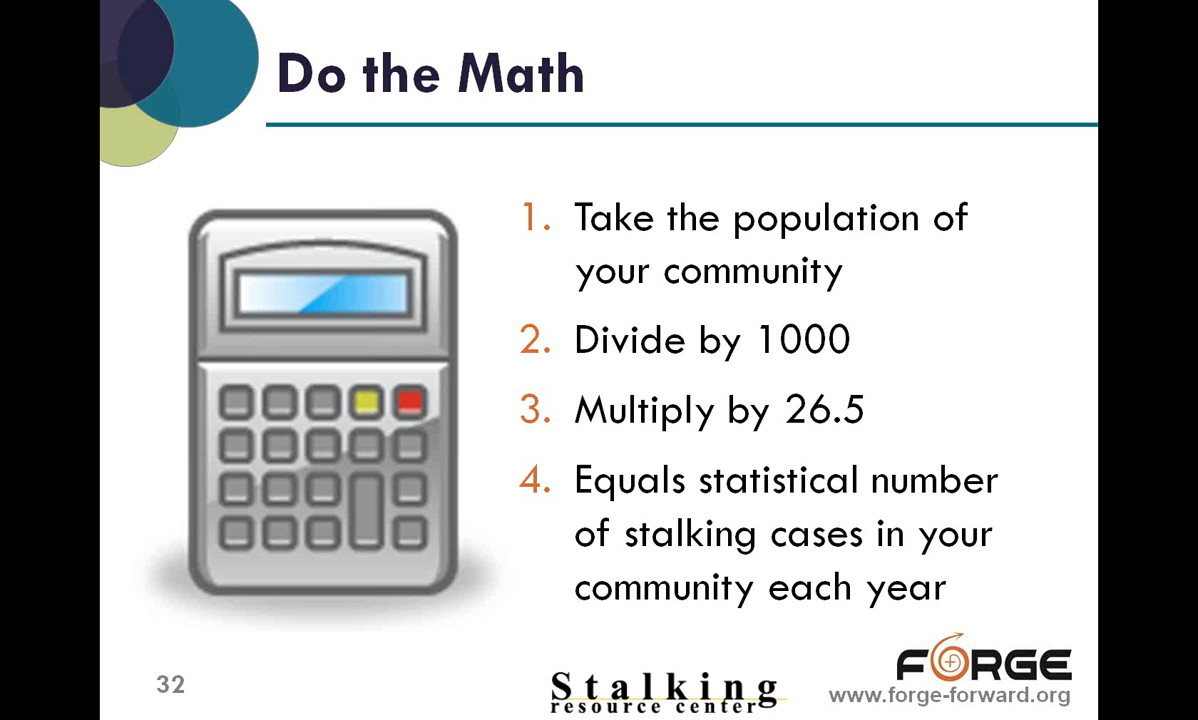 Do the Math
1. Take the population of
your community
2. Divide by 1000
3. Multiply by 26.5
4. Equals statistical number
of stalking cases in your
community each year
32
Stalking
resource center
FORGE
www.forge-forward.org